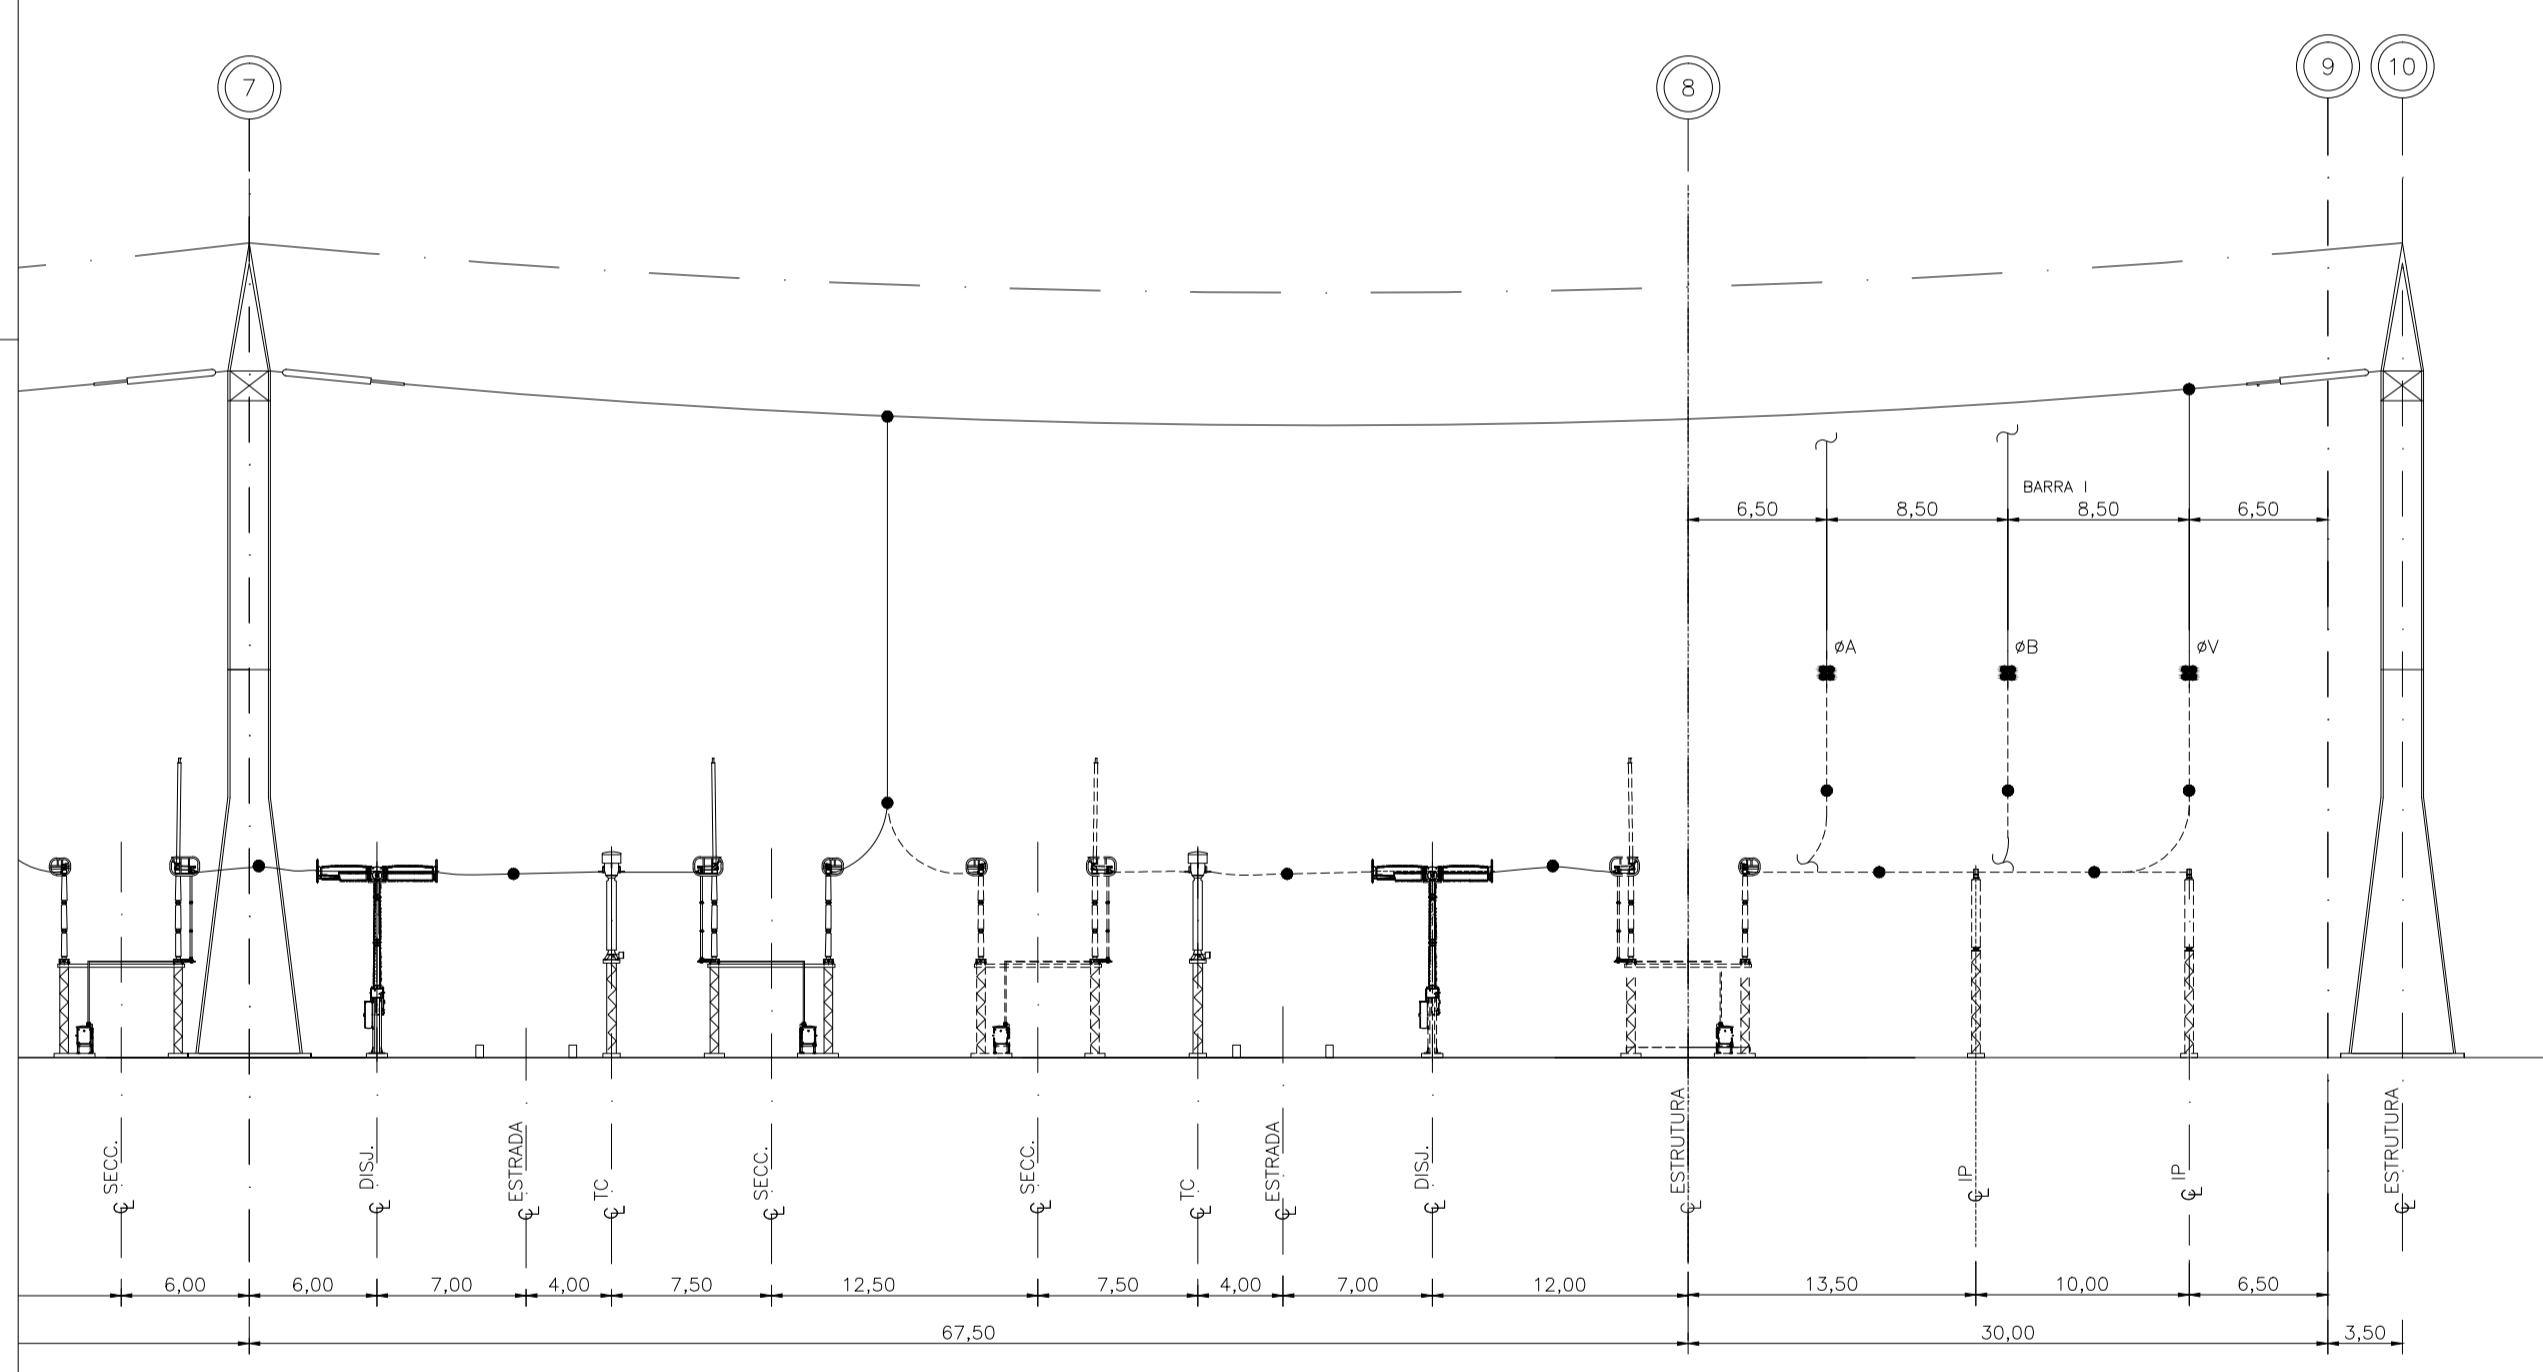 7
8
9
10
BARRA I
6,50
8,50
8,50
6,50
øA
øB
øV
℄ SECC.
℄ DISJ.
℄ ESTRADA
℄ TC
℄ SECC.
℄ SECC.
℄ TC
℄ ESTRADA
℄ DISJ.
℄ ESTRUTURA
℄ IP
℄ IP
℄ ESTRUTURA
6,00
6,00
7,00
4,00
7,50
12,50
7,50
4,00
7,00
12,00
13,50
10,00
6,50
67,50
30,00
3,50